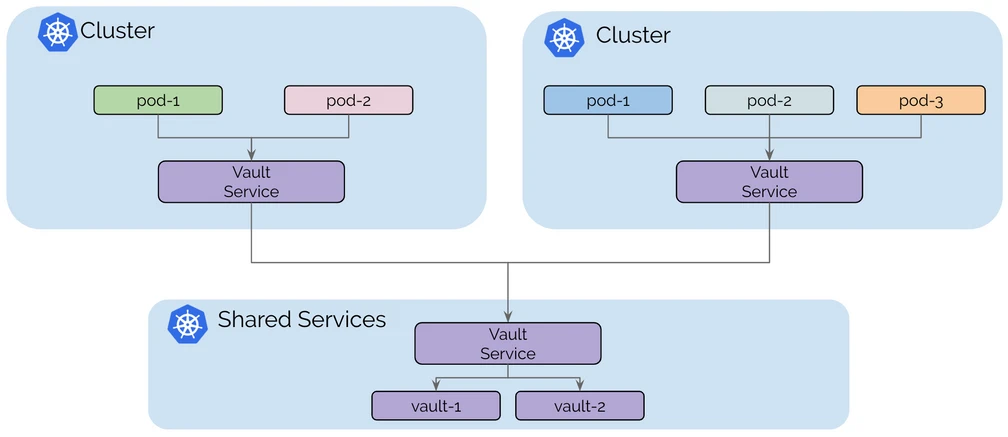 Cluster
pod-1
pod-2
Vault
Service
Cluster
pod-1
pod-2
pod-3
Vault
Service
Shared Services
Vault
Service
vault-1
vault-2